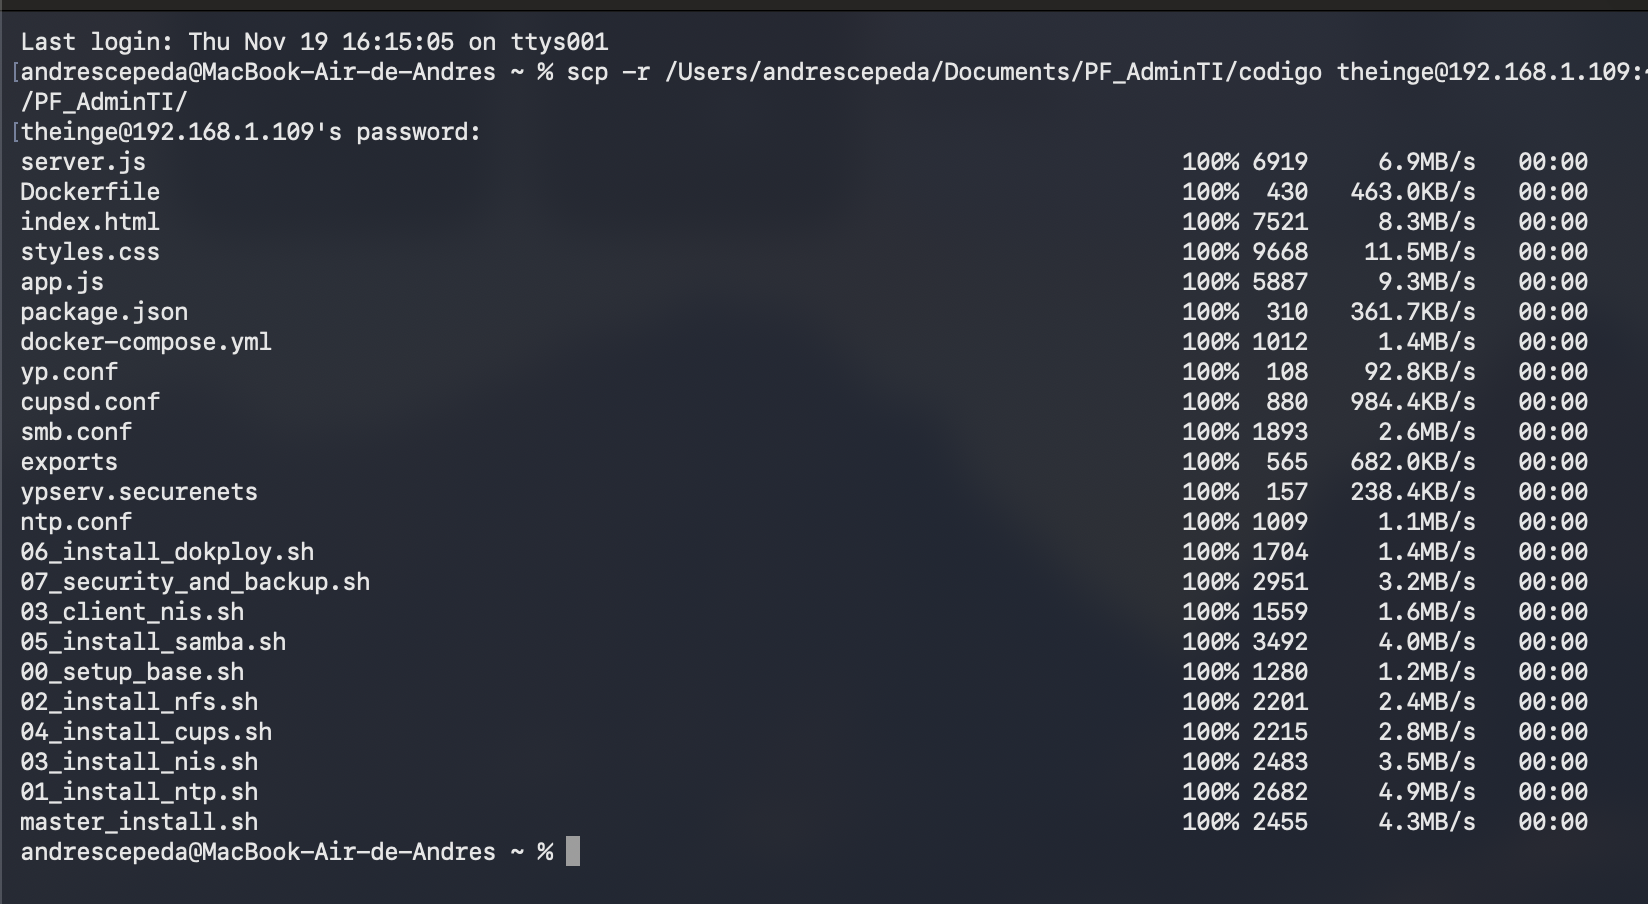 Last login: Thu Nov 19 16:15:05 on ttys001
[andrescepeda@MacBook-Air-de-Andres ~ % scp -r /Users/andrescepeda/Documents/PF_AdminTI/codigo theinge@192.168.1.109:~
/PF_AdminTI/
[theinge@192.168.1.109's password:
server.js 100% 6919 6.9MB/s 00:00
Dockerfile 100% 430 463.0KB/s 00:00
index.html 100% 7521 8.3MB/s 00:00
styles.css 100% 9668 11.5MB/s 00:00
app.js 100% 5887 9.3MB/s 00:00
package.json 100% 310 361.7KB/s 00:00
docker-compose.yml 100% 1012 1.4MB/s 00:00
yp.conf 100% 108 92.8KB/s 00:00
cupsd.conf 100% 880 984.4KB/s 00:00
smb.conf 100% 1893 2.6MB/s 00:00
exports 100% 565 682.0KB/s 00:00
ypserv.securenets 100% 157 238.4KB/s 00:00
ntp.conf 100% 1009 1.1MB/s 00:00
06_install_dokploy.sh 100% 1704 1.4MB/s 00:00
07_security_and_backup.sh 100% 2951 3.2MB/s 00:00
03_client_nis.sh 100% 1559 1.6MB/s 00:00
05_install_samba.sh 100% 3492 4.0MB/s 00:00
00_setup_base.sh 100% 1280 1.2MB/s 00:00
02_install_nfs.sh 100% 2201 2.4MB/s 00:00
04_install_cups.sh 100% 2215 2.8MB/s 00:00
03_install_nis.sh 100% 2483 3.5MB/s 00:00
01_install_ntp.sh 100% 2682 4.9MB/s 00:00
master_install.sh 100% 2455 4.3MB/s 00:00
andrescepeda@MacBook-Air-de-Andres ~ %